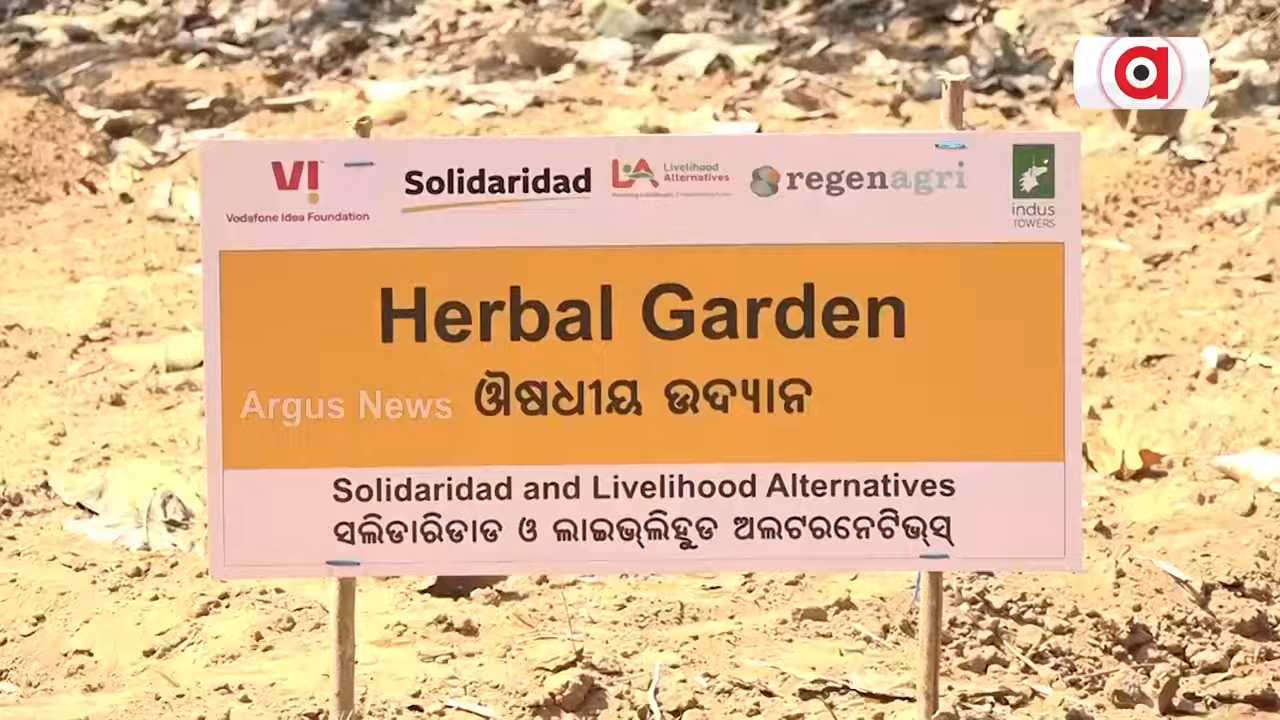 VI
Vodafone Idea Foundation
Solidaridad
LA
Livelihood
Alternatives
regenagri
indus
TOWERS
a
Herbal Garden
ଔଷଧୀୟ ଉଦ୍ୟାନ
Argus News
Solidaridad and Livelihood Alternatives
ସଲିଡାରିଡାଡ ଓ ଲାଇଭ୍‌ଲିହୁଡ ଅଲଟରନେଟିଭ୍‌ସ୍